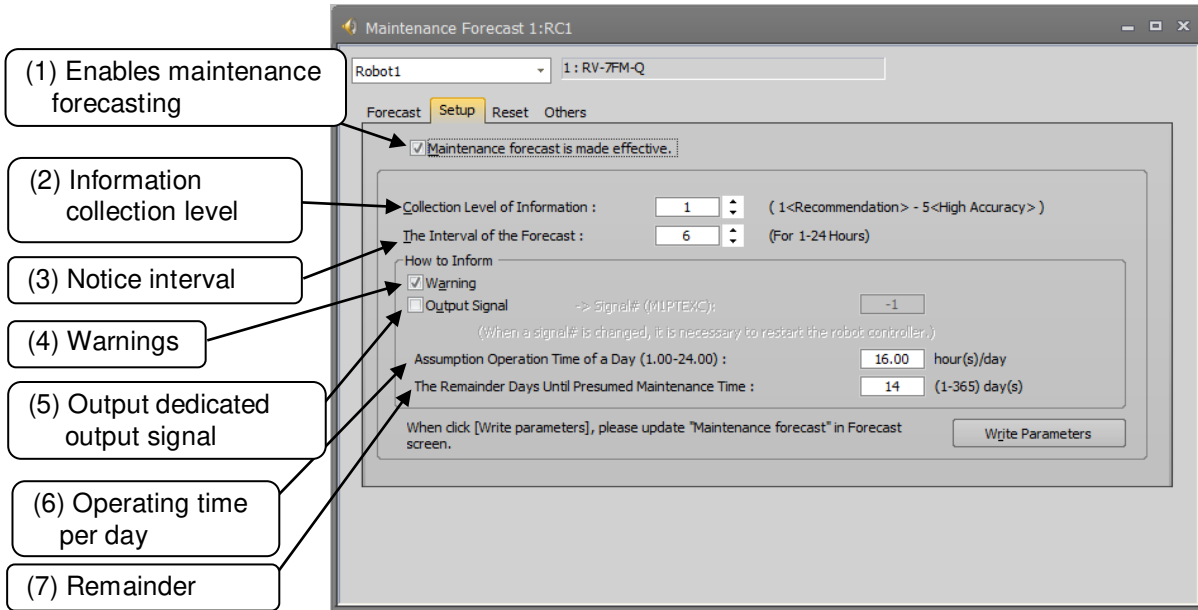 Maintenance Forecast 1:RC1
(1) Enables maintenance
forecasting
Robot1
1 : RV-7FM-Q
Forecast Setup Reset Others
Maintenance forecast is made effective.
(2) Information
collection level
Collection Level of Information : 1 ( 1<Recommendation> - 5<High Accuracy> )
The Interval of the Forecast : 6 (For 1-24 Hours)
(3) Notice interval
How to Inform
Warning
Output Signal -> Signal# (M1PTEXC): -1
(When a signal# is changed, it is necessary to restart the robot controller.)
(4) Warnings
Assumption Operation Time of a Day (1.00-24.00) : 16.00 hour(s)/day
The Remainder Days Until Presumed Maintenance Time : 14 (1-365) day(s)
(5) Output dedicated
output signal
When click [Write parameters], please update "Maintenance forecast" in Forecast
screen.
Write Parameters
(6) Operating time
per day
(7) Remainder